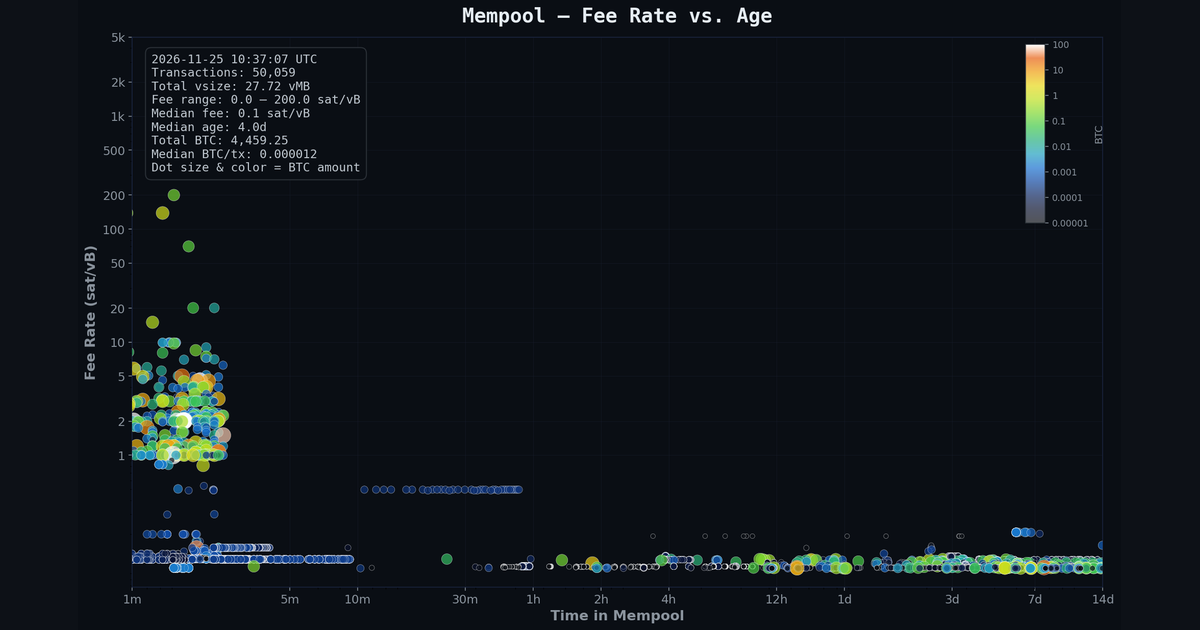 Mempool — Fee Rate vs. Age
2026-11-25 10:37:07 UTC
Transactions: 50,059
Total vsize: 27.72 vMB
Fee range: 0.0 – 200.0 sat/vB
Median fee: 0.1 sat/vB
Median age: 4.0d
Total BTC: 4,459.25
Median BTC/tx: 0.000012
Dot size & color = BTC amount
5k
2k
1k
500
200
100
50
20
10
5
2
1
Fee Rate (sat/vB)
100
10
1
0.1
0.01
0.001
0.0001
0.00001
BTC
1m
5m
10m
30m
1h
2h
4h
12h
1d
3d
7d
14d
Time in Mempool